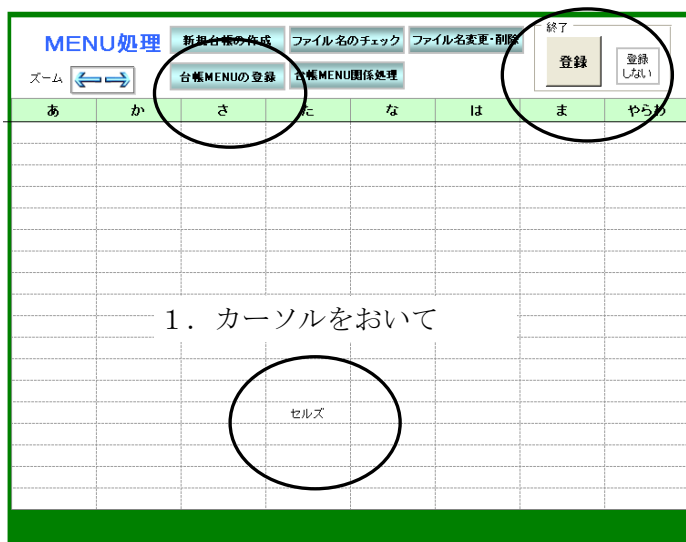 MENU処理
新規台帳の作成
ファイル名のチェック
ファイル名変更・削除
終了
登録
登録
しない
ズーム
台帳MENUの登録
台帳MENU関係処理
あ か さ た な は ま やらわ
1．カーソルをおいて
セルズ